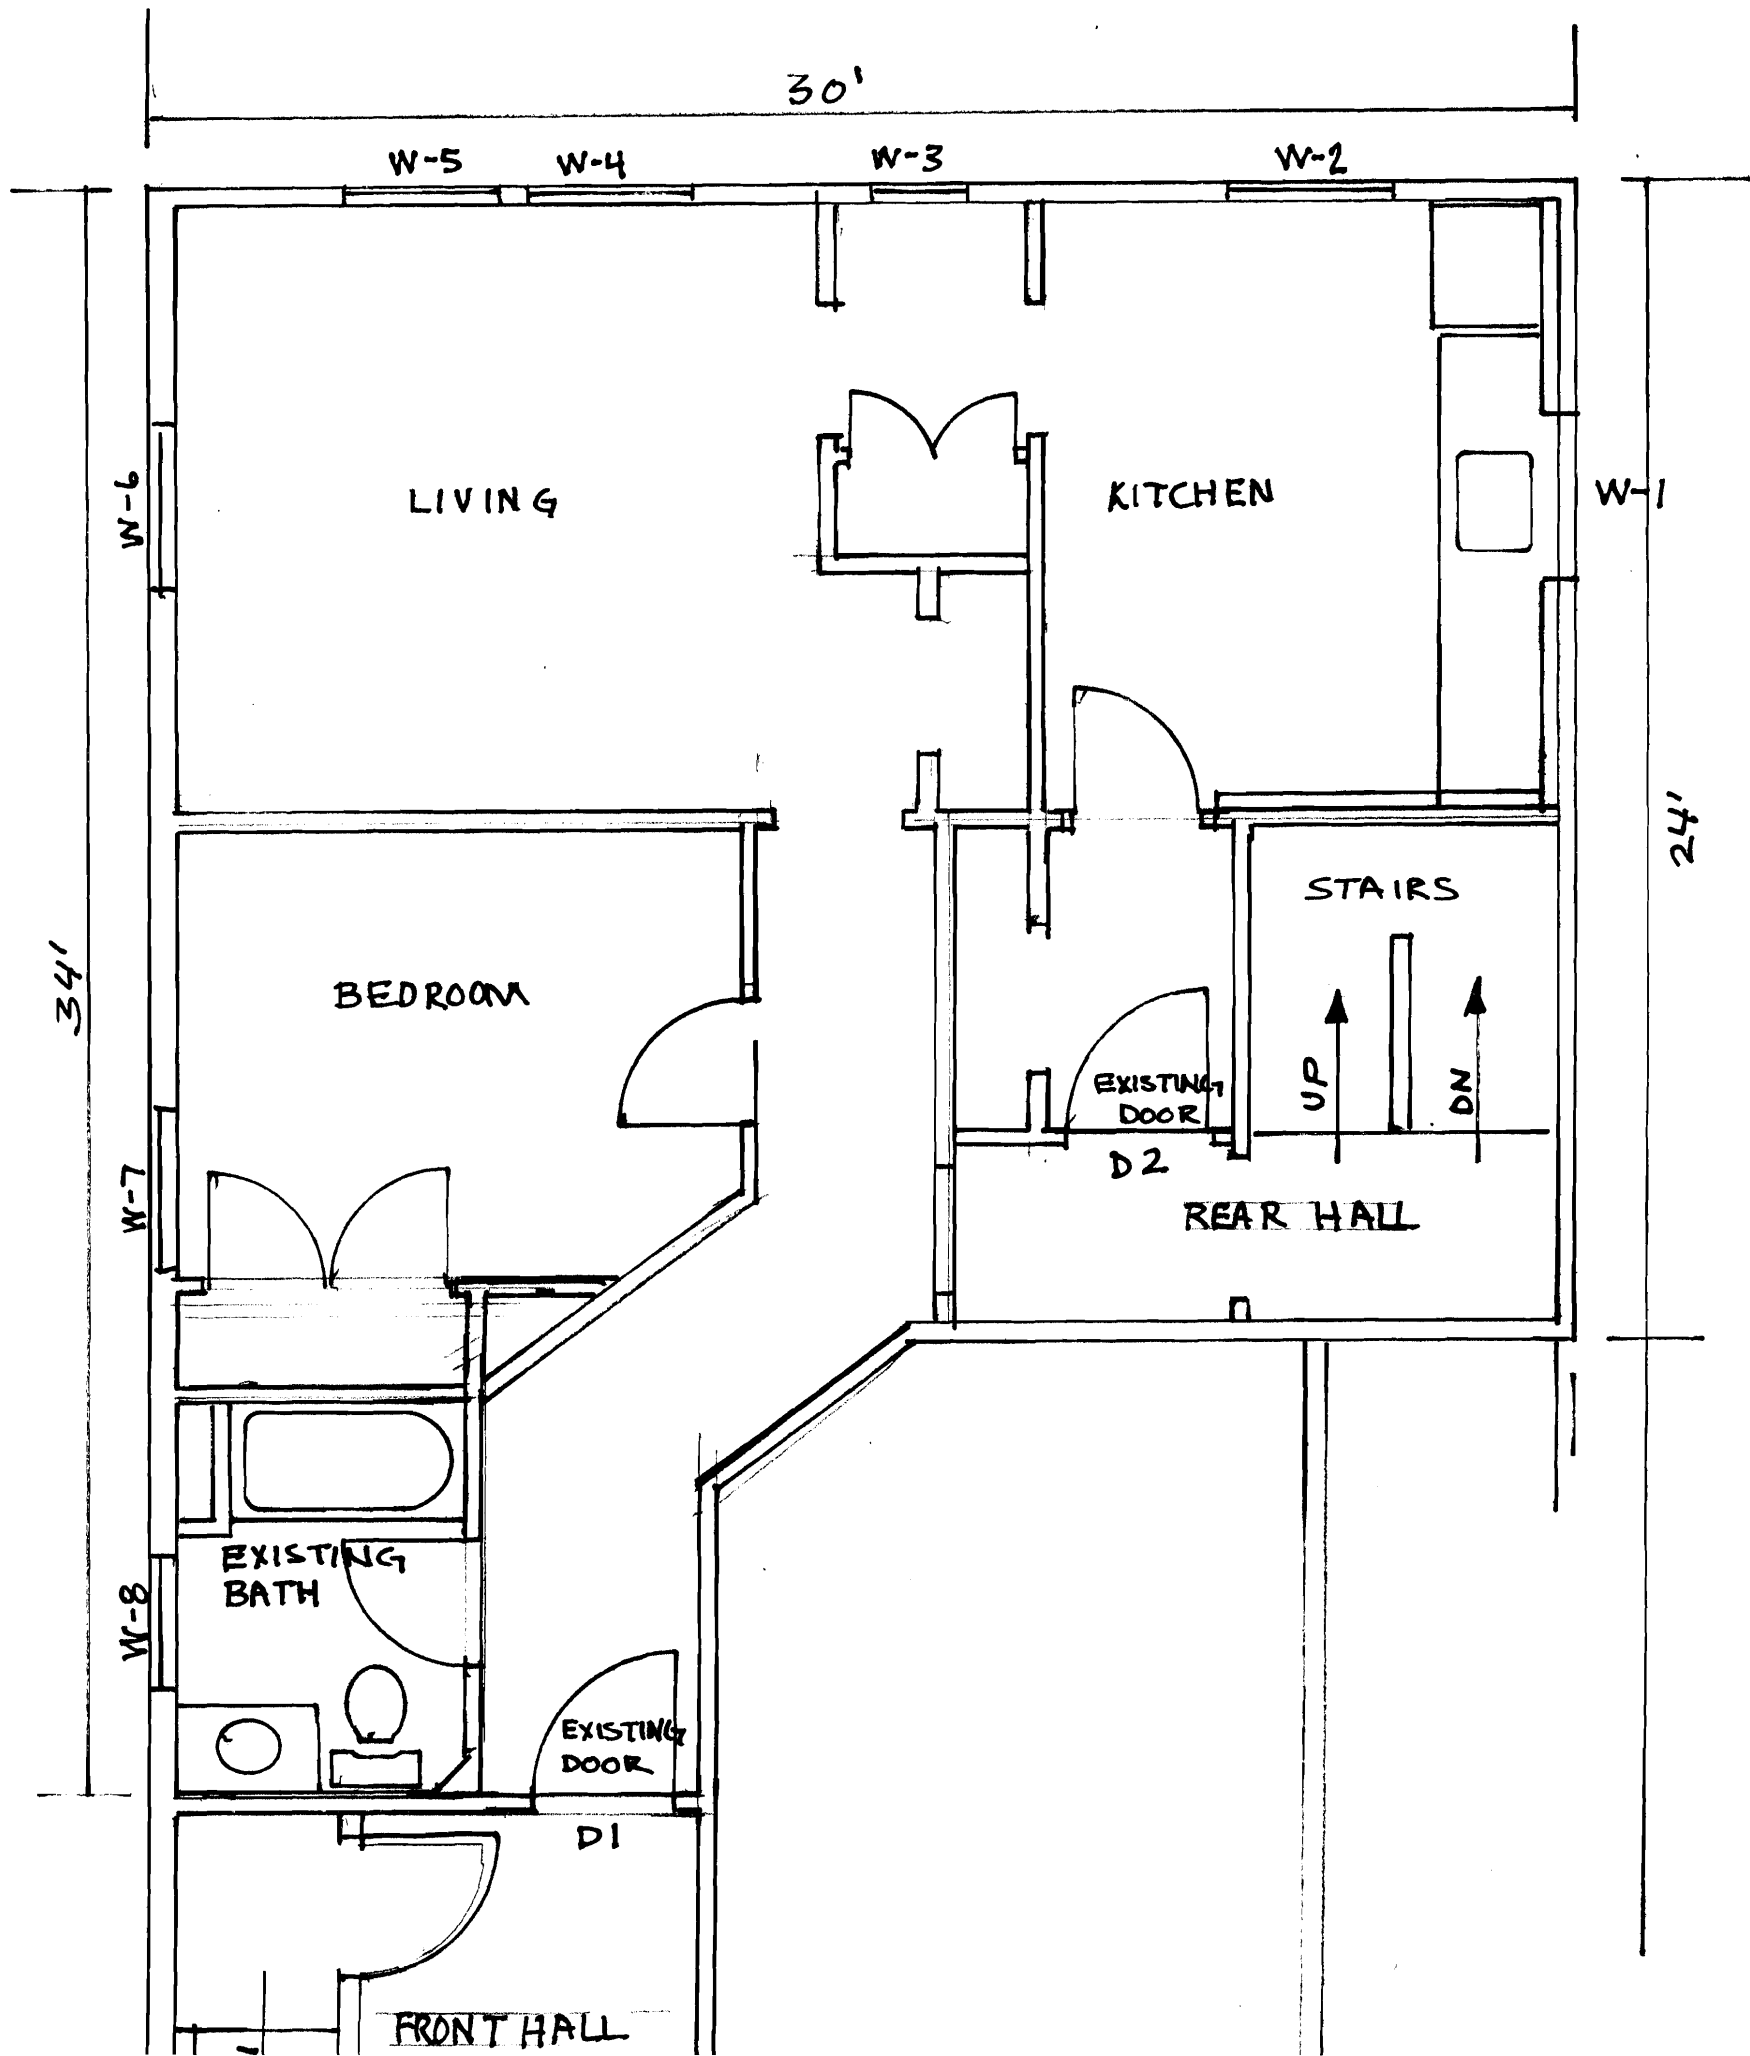 30'
W-5
W-4
W-3
W-2
LIVING
KITCHEN
W-1
W-6
24'
STAIRS
34'
BEDROOM
EXISTING
DOOR
UP
DN
D2
W-7
REAR HALL
EXISTING
BATH
W-8
EXISTING
DOOR
D1
FRONT HALL